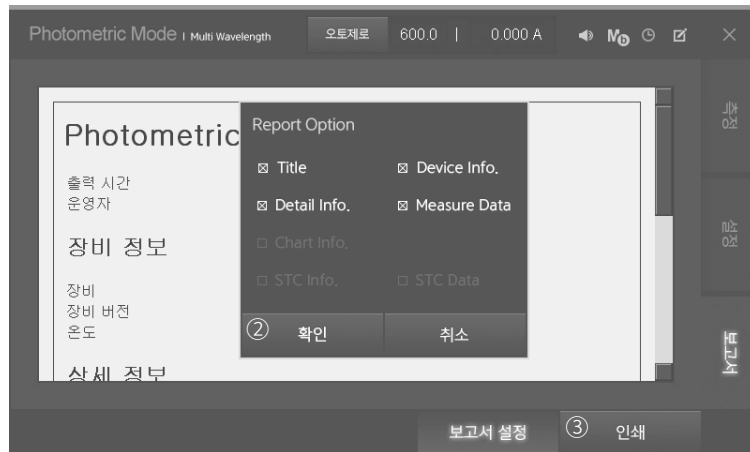 Photometric Mode | Multi Wavelength 오토제로 600.0 | 0.000 A Mb
측정
설정
보고서
Photometric
출력 시간
운영자
장비 정보
장비
장비 버전
온도
상세 정보
Report Option
Title Device Info.
Detail Info. Measure Data
Chart Info.
STC Info. STC Data
② 확인 취소
보고서 설정 ③ 인쇄